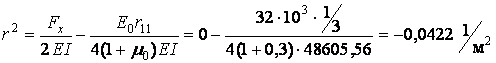 r² = Fₓ / 2EI − E₀r₁₁ / 4(1 + μ₀)EI = 0 − 32·10³·1/3 / 4(1 + 0,3)·48605,56 = −0,0422 1/м²